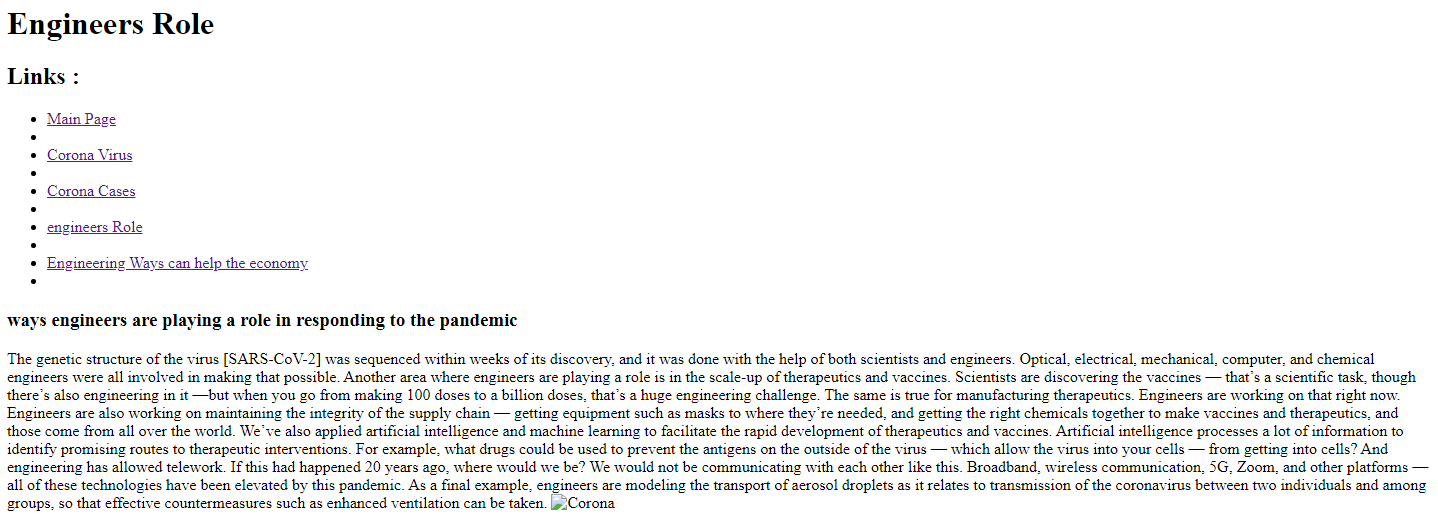 Engineers Role
Links :
Main Page
Corona Virus
Corona Cases
engineers Role
Engineering Ways can help the economy
ways engineers are playing a role in responding to the pandemic
The genetic structure of the virus [SARS-CoV-2] was sequenced within weeks of its discovery, and it was done with the help of both scientists and engineers. Optical, electrical, mechanical, computer, and chemical
engineers were all involved in making that possible. Another area where engineers are playing a role is in the scale-up of therapeutics and vaccines. Scientists are discovering the vaccines — that’s a scientific task, though
there’s also engineering in it —but when you go from making 100 doses to a billion doses, that’s a huge engineering challenge. The same is true for manufacturing therapeutics. Engineers are working on that right now.
Engineers are also working on maintaining the integrity of the supply chain — getting equipment such as masks to where they’re needed, and getting the right chemicals together to make vaccines and therapeutics, and
those come from all over the world. We’ve also applied artificial intelligence and machine learning to facilitate the rapid development of therapeutics and vaccines. Artificial intelligence processes a lot of information to
identify promising routes to therapeutic interventions. For example, what drugs could be used to prevent the antigens on the outside of the virus — which allow the virus into your cells — from getting into cells? And
engineering has allowed telework. If this had happened 20 years ago, where would we be? We would not be communicating with each other like this. Broadband, wireless communication, 5G, Zoom, and other platforms —
all of these technologies have been elevated by this pandemic. As a final example, engineers are modeling the transport of aerosol droplets as it relates to transmission of the coronavirus between two individuals and among
groups, so that effective countermeasures such as enhanced ventilation can be taken. Corona